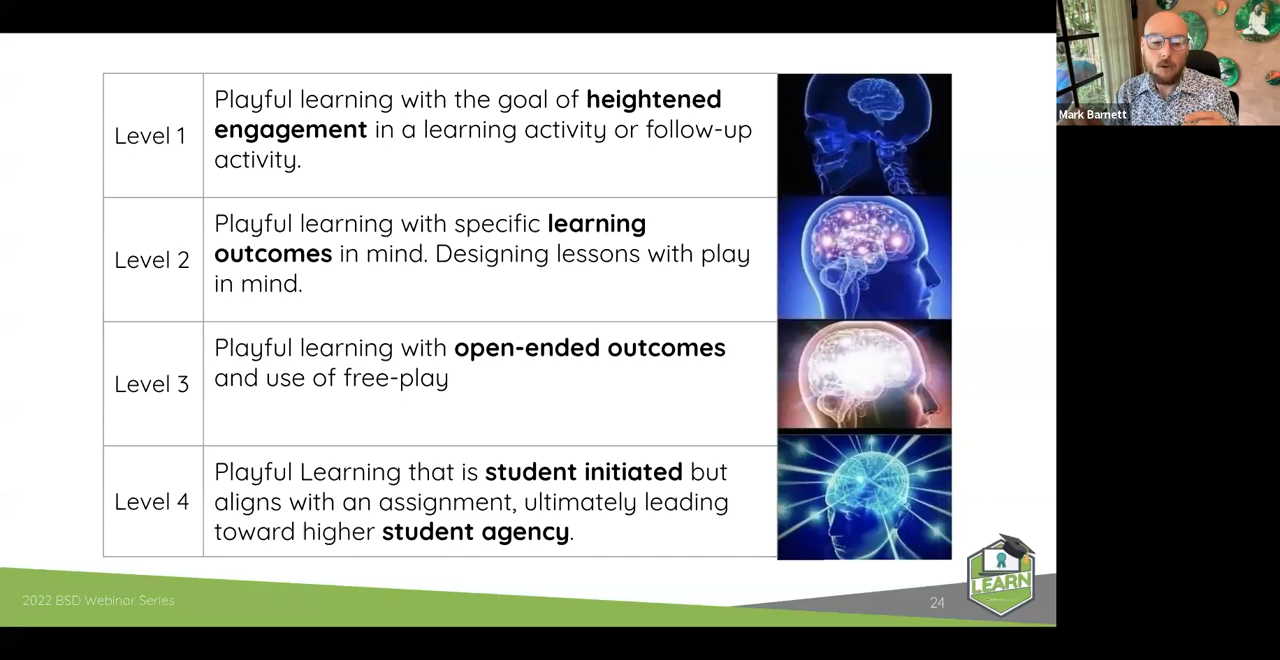 Level 1
Playful learning with the goal of heightened
engagement in a learning activity or follow-up
activity.
Level 2
Playful learning with specific learning
outcomes in mind. Designing lessons with play
in mind.
Level 3
Playful learning with open-ended outcomes
and use of free-play
Level 4
Playful Learning that is student initiated but
aligns with an assignment, ultimately leading
toward higher student agency.
2022 BSD Webinar Series
24
LEARN
Mark Barnett